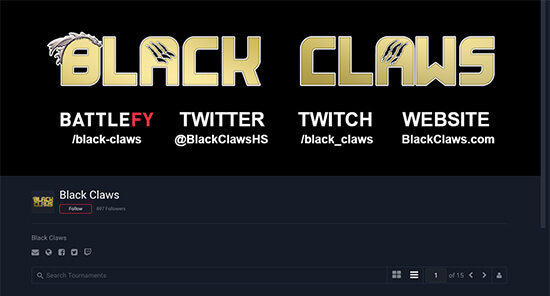 BLACK CLAWS
BATTLEFY TWITTER TWITCH WEBSITE
/black-claws @BlackClawsHS /black_claws BlackClaws.com
BLACK CLAWS
Black Claws
Follow 887 Followers
Black Claws
Search Tournaments 1 of 15